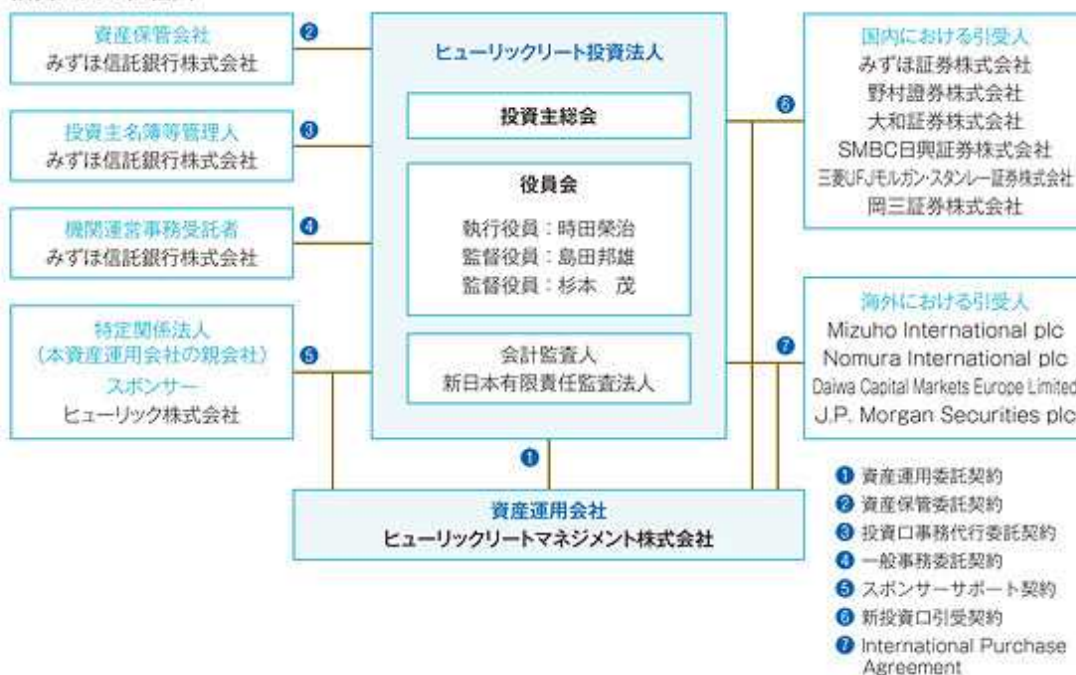 資産保管会社
みずほ信託銀行株式会社
❷
投資主名簿等管理人
みずほ信託銀行株式会社
❸
機関運営事務受託者
みずほ信託銀行株式会社
❹
特定関係法人
(本資産運用会社の親会社)
スポンサー
ヒューリック株式会社
❺
ヒューリックリート投資法人
投資主総会
役員会
執行役員：時田榮治
監督役員：島田邦雄
監督役員：杉本　茂
会計監査人
新日本有限責任監査法人
❶
資産運用会社
ヒューリックリートマネジメント株式会社
❻
国内における引受人
みずほ証券株式会社
野村證券株式会社
大和証券株式会社
SMBC日興証券株式会社
三菱UFJモルガン・スタンレー証券株式会社
岡三証券株式会社
❼
海外における引受人
Mizuho International plc
Nomura International plc
Daiwa Capital Markets Europe Limited
J.P. Morgan Securities plc
❶ 資産運用委託契約
❷ 資産保管委託契約
❸ 投資口事務代行委託契約
❹ 一般事務委託契約
❺ スポンサーサポート契約
❻ 新投資口引受契約
❼ International Purchase
Agreement